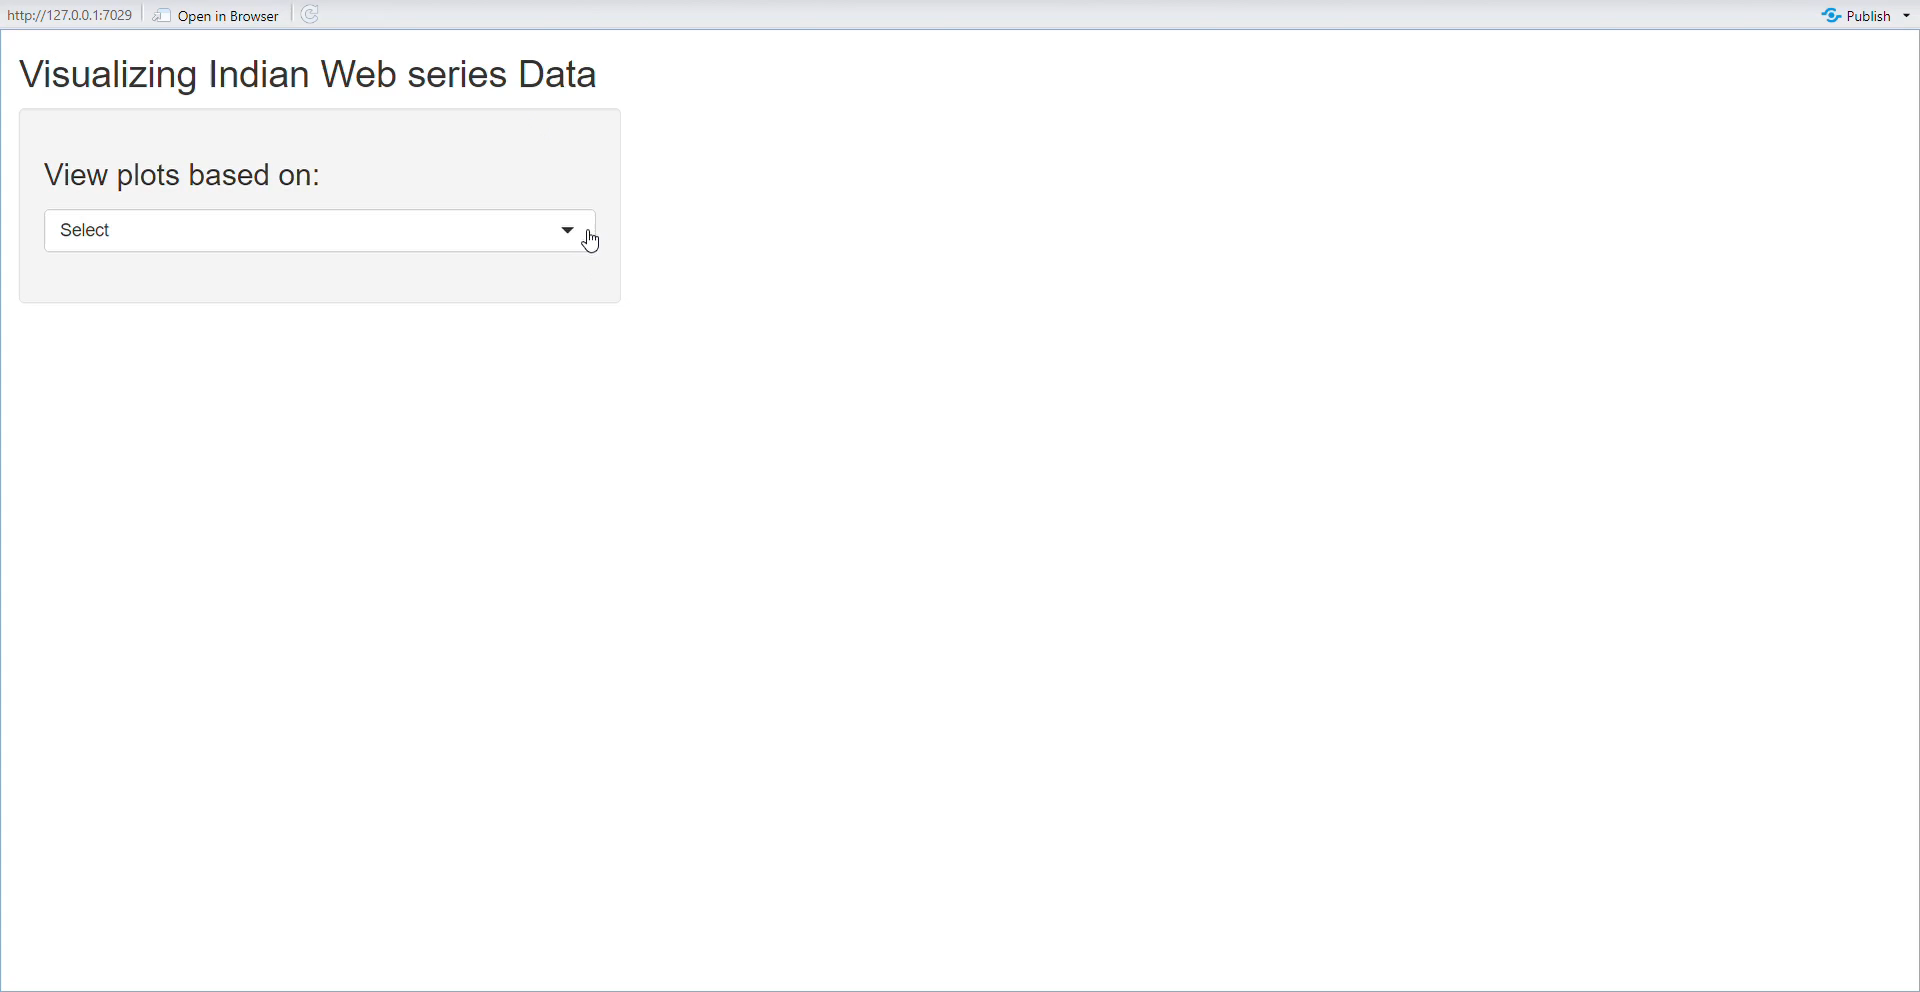 http://127.0.0.1:7029 Open in Browser Publish
Visualizing Indian Web series Data
View plots based on:
Select